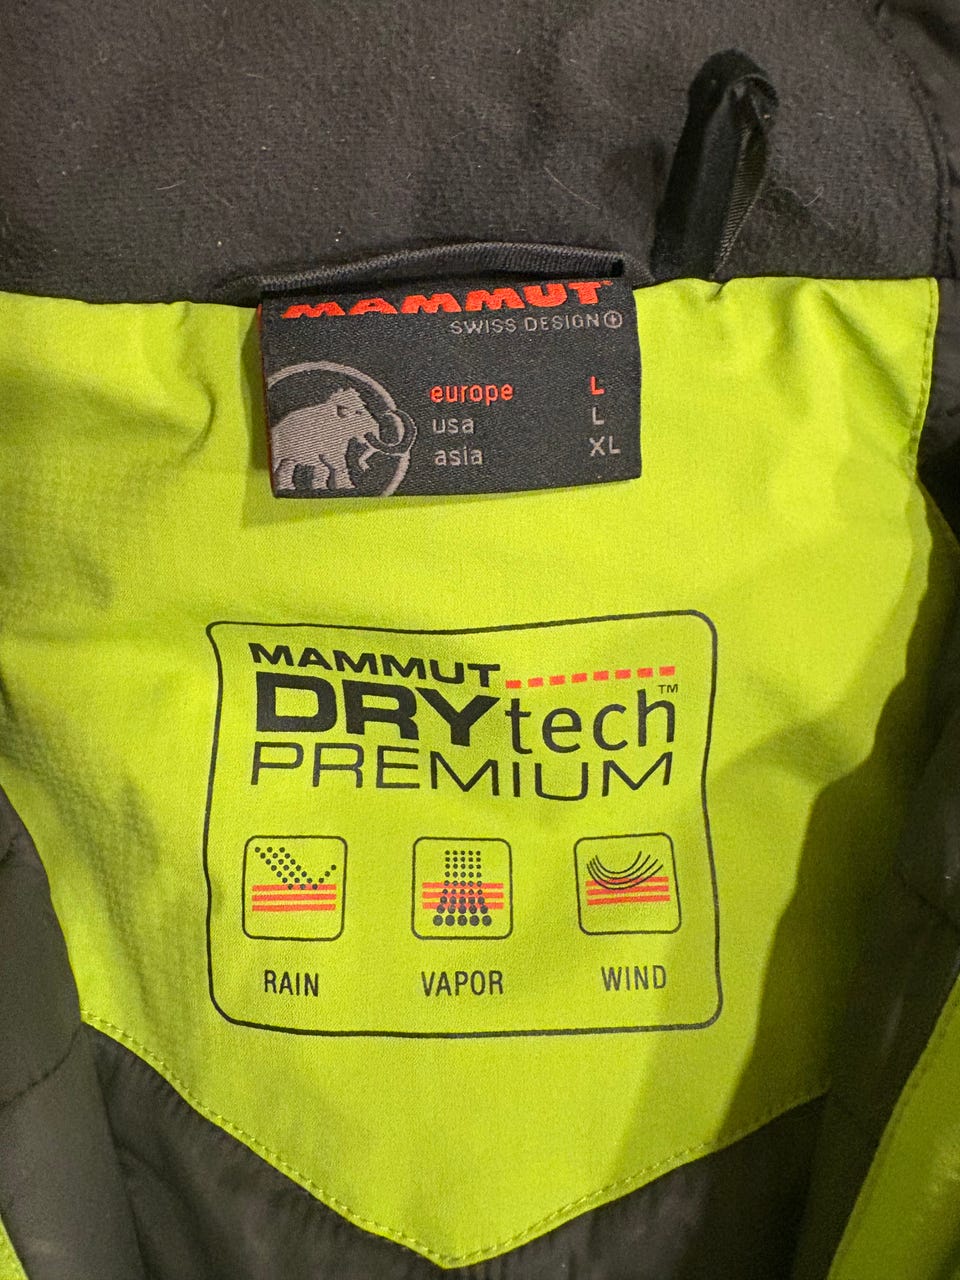 MAMMUT
SWISS DESIGN
europe L
usa L
asia XL
MAMMUT
DRYtech™
PREMIUM
RAIN VAPOR WIND